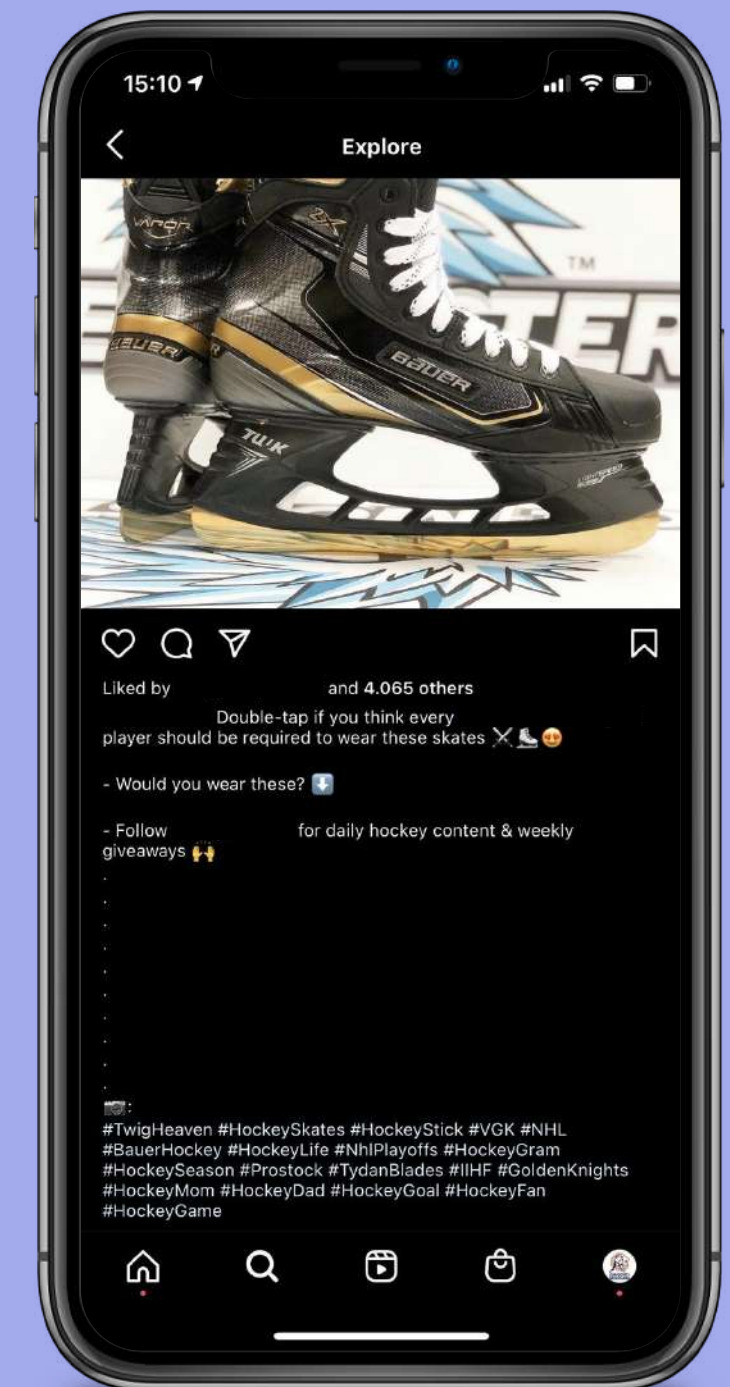 15:10
Explore
VAPOR
2X
TM
STER
BAUER
BAUER
TUUK
LIGHTSPEED
Liked by and 4.065 others
Double-tap if you think every
player should be required to wear these skates ⚔️⛸️😍
- Would you wear these? ⬇️
- Follow for daily hockey content & weekly
giveaways 🙌
.
.
.
.
.
.
.
.
.
.
📷:
#TwigHeaven #HockeySkates #HockeyStick #VGK #NHL
#BauerHockey #HockeyLife #NhlPlayoffs #HockeyGram
#HockeySeason #Prostock #TydanBlades #IIHF #GoldenKnights
#HockeyMom #HockeyDad #HockeyGoal #HockeyFan
#HockeyGame